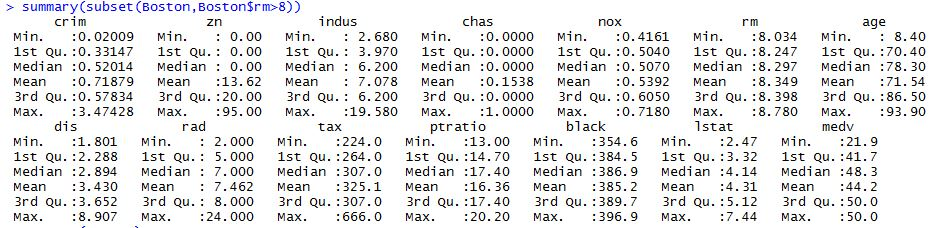 > summary(subset(Boston,Boston$rm>8))
crim zn indus chas nox rm age
Min. :0.02009 Min. : 0.00 Min. : 2.680 Min. :0.0000 Min. :0.4161 Min. :8.034 Min. : 8.40
1st Qu.:0.33147 1st Qu.: 0.00 1st Qu.: 3.970 1st Qu.:0.0000 1st Qu.:0.5040 1st Qu.:8.247 1st Qu.:70.40
Median :0.52014 Median : 0.00 Median : 6.200 Median :0.0000 Median :0.5070 Median :8.297 Median :78.30
Mean :0.71879 Mean :13.62 Mean : 7.078 Mean :0.1538 Mean :0.5392 Mean :8.349 Mean :71.54
3rd Qu.:0.57834 3rd Qu.:20.00 3rd Qu.: 6.200 3rd Qu.:0.0000 3rd Qu.:0.6050 3rd Qu.:8.398 3rd Qu.:86.50
Max. :3.47428 Max. :95.00 Max. :19.580 Max. :1.0000 Max. :0.7180 Max. :8.780 Max. :93.90
dis rad tax ptratio black lstat medv
Min. :1.801 Min. : 2.000 Min. :224.0 Min. :13.00 Min. :354.6 Min. :2.47 Min. :21.9
1st Qu.:2.288 1st Qu.: 5.000 1st Qu.:264.0 1st Qu.:14.70 1st Qu.:384.5 1st Qu.:3.32 1st Qu.:41.7
Median :2.894 Median : 7.000 Median :307.0 Median :17.40 Median :386.9 Median :4.14 Median :48.3
Mean :3.430 Mean : 7.462 Mean :325.1 Mean :16.36 Mean :385.2 Mean :4.31 Mean :44.2
3rd Qu.:3.652 3rd Qu.: 8.000 3rd Qu.:307.0 3rd Qu.:17.40 3rd Qu.:389.7 3rd Qu.:5.12 3rd Qu.:50.0
Max. :8.907 Max. :24.000 Max. :666.0 Max. :20.20 Max. :396.9 Max. :7.44 Max. :50.0